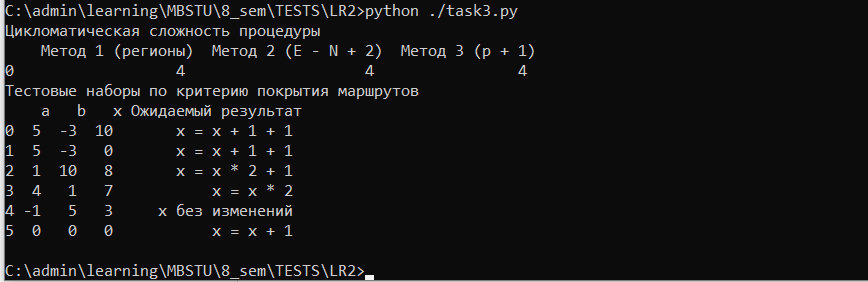 C:\admin\learning\MBSTU\8_sem\TESTS\LR2>python ./task3.py
Цикломатическая сложность процедуры
Метод 1 (регионы)  Метод 2 (E - N + 2)  Метод 3 (p + 1)
0                  4                    4                4
Тестовые наборы по критерию покрытия маршрутов
a   b   x Ожидаемый результат
0  5  -3  10       x = x + 1 + 1
1  5  -3   0       x = x + 1 + 1
2  1  10   8       x = x * 2 + 1
3  4   1   7           x = x * 2
4 -1   5   3     x без изменений
5  0   0   0           x = x + 1
C:\admin\learning\MBSTU\8_sem\TESTS\LR2>